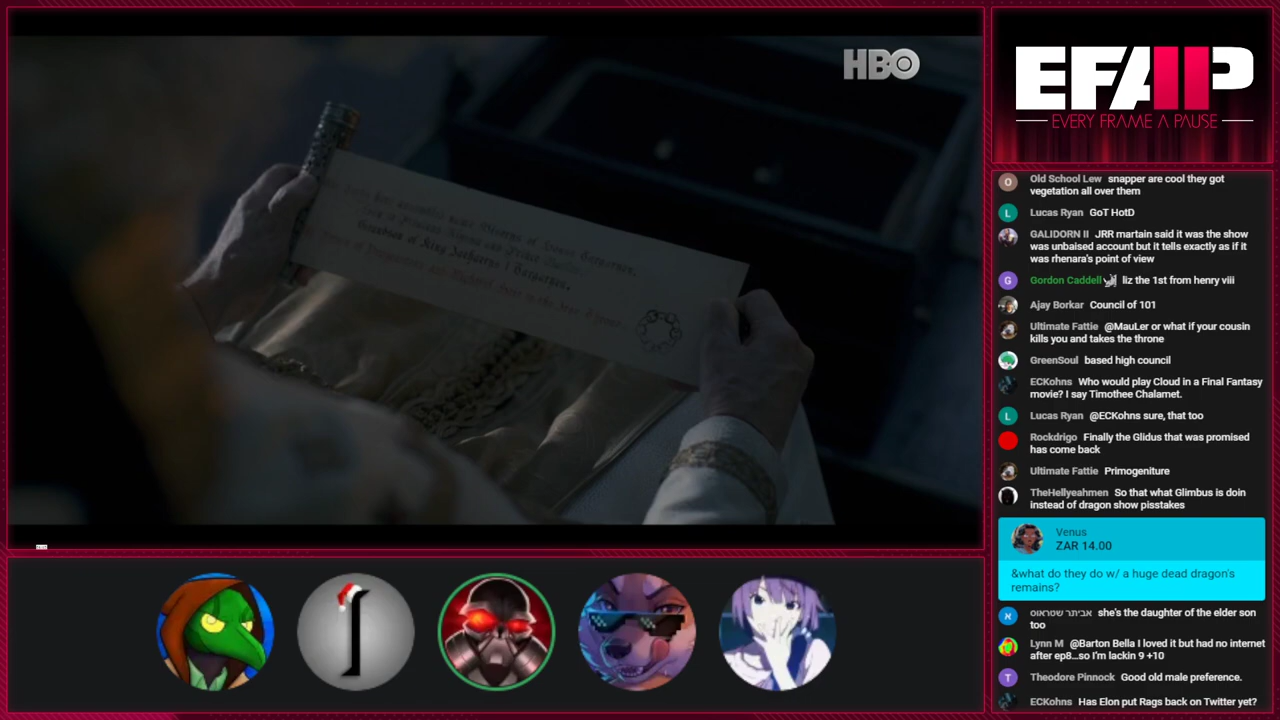 HBO
EFAP
EVERY FRAME A PAUSE
Old School Lew snapper are cool they got
vegetation all over them
Lucas Ryan GoT HotD
GALIDORN II JRR martain said it was the show
was unbaised account but it tells exactly as if it
was rhenara's point of view
Gordon Caddell liz the 1st from henry viii
Ajay Borkar Council of 101
Ultimate Fattie @MauLer or what if your cousin
kills you and takes the throne
GreenSoul based high council
ECKohns Who would play Cloud in a Final Fantasy
movie? I say Timothee Chalamet.
Lucas Ryan @ECKohns sure, that too
Rockdrigo Finally the Glidus that was promised
has come back
Ultimate Fattie Primogeniture
TheHellyeahmen So that what Glimbus is doin
instead of dragon show pisstakes
Venus
ZAR 14.00
&what do they do w/ a huge dead dragon's
remains?
אביתר שטראוס she's the daughter of the elder son
too
Lynn M @Barton Bella I loved it but had no internet
after ep8...so I'm lackin 9 +10
Theodore Pinnock Good old male preference.
ECKohns Has Elon put Rags back on Twitter yet?